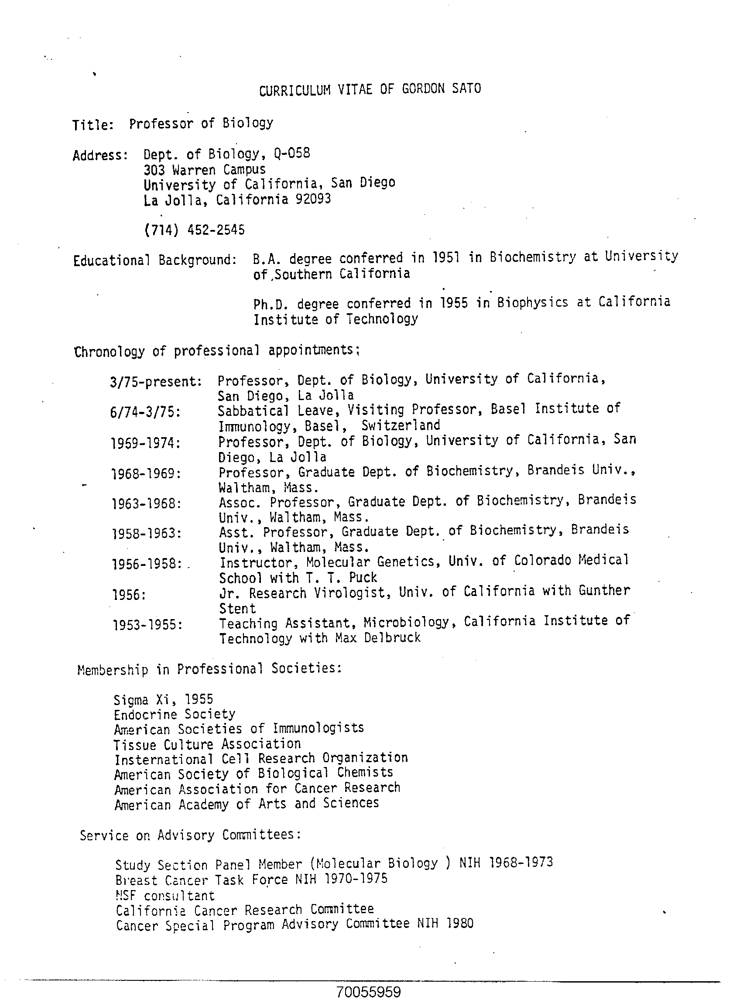 CURRICULUM VITAE OF GORDON SATO
Title: Professor of Biology
Address: Dept. of Biology, Q-058
303 Warren Campus
University of California, San Diego
La Jolla, California 92093
(714) 452-2545
Educational Background: B.A. degree conferred in 1951 in Biochemistry at University
of Southern California
Ph.D. degree conferred in 1955 in Biophysics at California
Institute of Technology
Chronology of professional appointments;
3/75-present: Professor, Dept. of Biology, University of California,
San Diego, La Jolla
6/74-3/75: Sabbatical Leave, Visiting Professor, Basel Institute of
Immunology, Basel, Switzerland
1969-1974: Professor, Dept. of Biology, University of California, San
Diego, La Jolla
1968-1969: Professor, Graduate Dept. of Biochemistry, Brandeis Univ.,
Waltham, Mass.
1963-1968: Assoc. Professor, Graduate Dept. of Biochemistry, Brandeis
Univ., Waltham, Mass.
1958-1963: Asst. Professor, Graduate Dept. of Biochemistry, Brandeis
Univ., Waltham, Mass.
1956-1958: Instructor, Molecular Genetics, Univ. of Colorado Medical
School with T. T. Puck
1956: Jr. Research Virologist, Univ. of California with Gunther
Stent
1953-1955: Teaching Assistant, Microbiology, California Institute of
Technology with Max Delbruck
Membership in Professional Societies:
Sigma Xi, 1955
Endocrine Society
American Societies of Immunologists
Tissue Culture Association
Insternational Cell Research Organization
American Society of Biological Chemists
American Association for Cancer Research
American Academy of Arts and Sciences
Service on Advisory Committees:
Study Section Panel Member (Molecular Biology ) NIH 1968-1973
Breast Cancer Task Force NIH 1970-1975
NSF consultant
California Cancer Research Committee
Cancer Special Program Advisory Committee NIH 1980
70055959